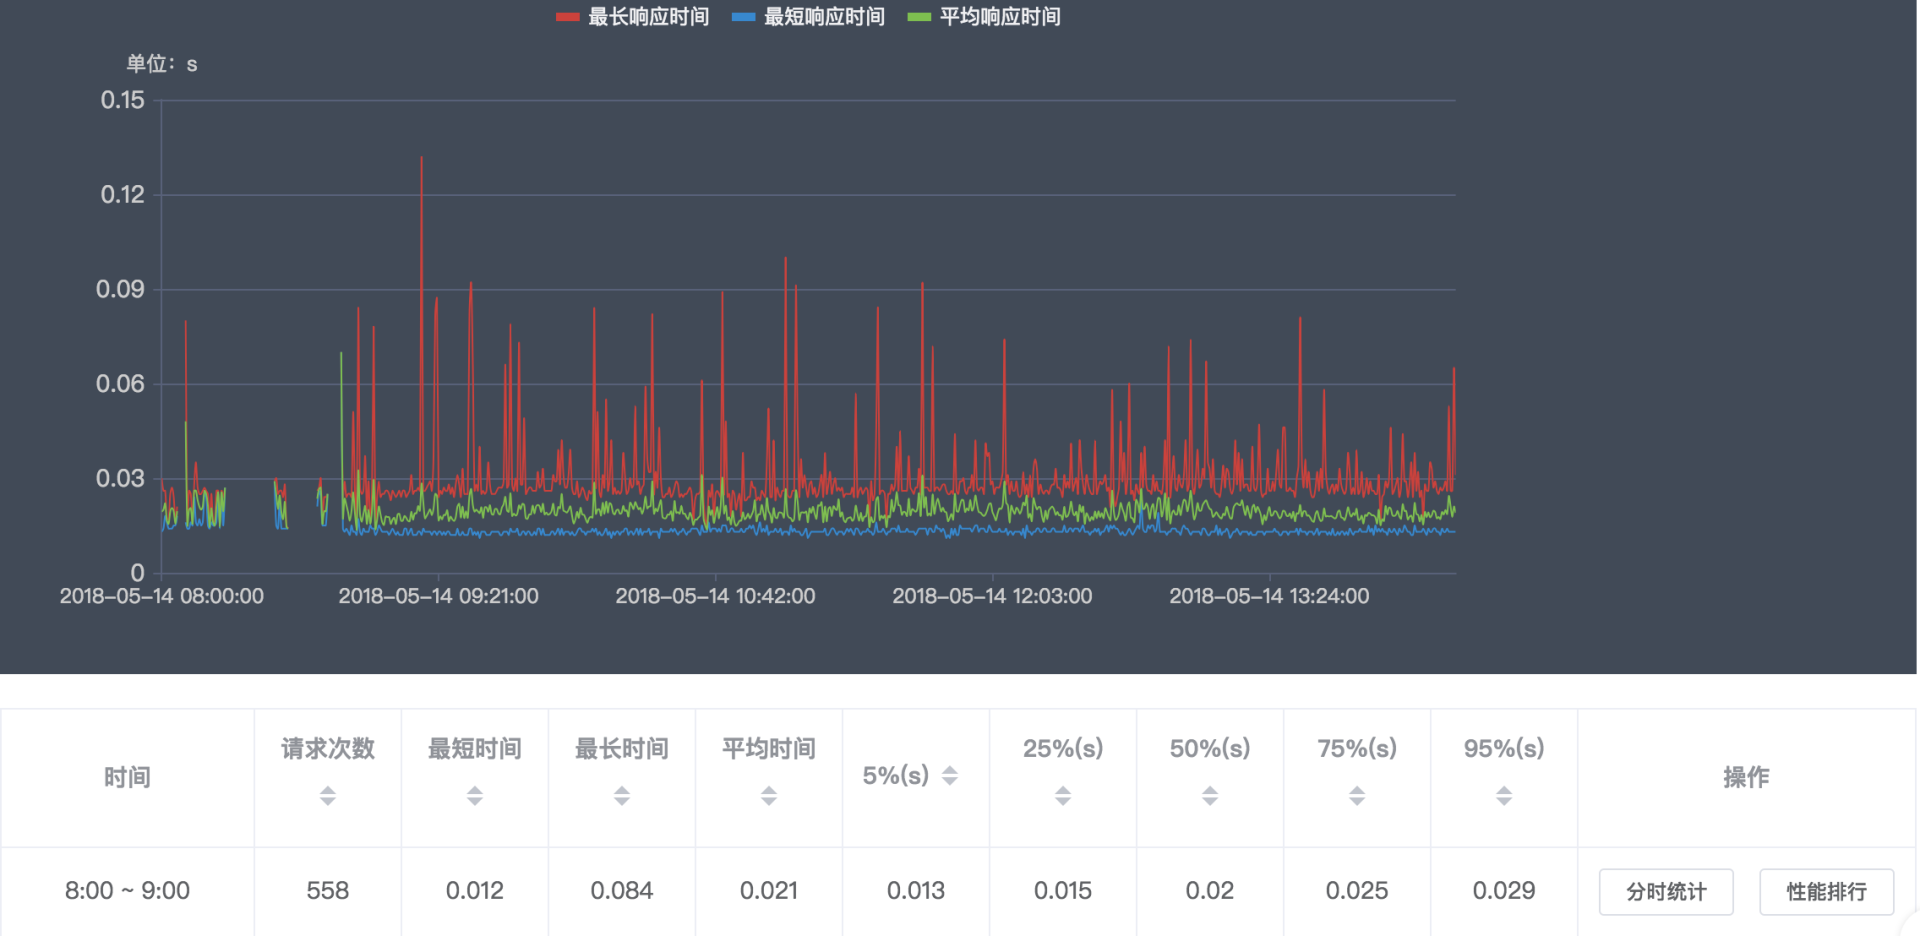 最长响应时间 最短响应时间 平均响应时间
单位：s
0.15
0.12
0.09
0.06
0.03
0
2018-05-14 08:00:00 2018-05-14 09:21:00 2018-05-14 10:42:00 2018-05-14 12:03:00 2018-05-14 13:24:00
时间 请求次数 最短时间 最长时间 平均时间 5%(s) 25%(s) 50%(s) 75%(s) 95%(s) 操作
8:00 ~ 9:00 558 0.012 0.084 0.021 0.013 0.015 0.02 0.025 0.029 分时统计 性能排行